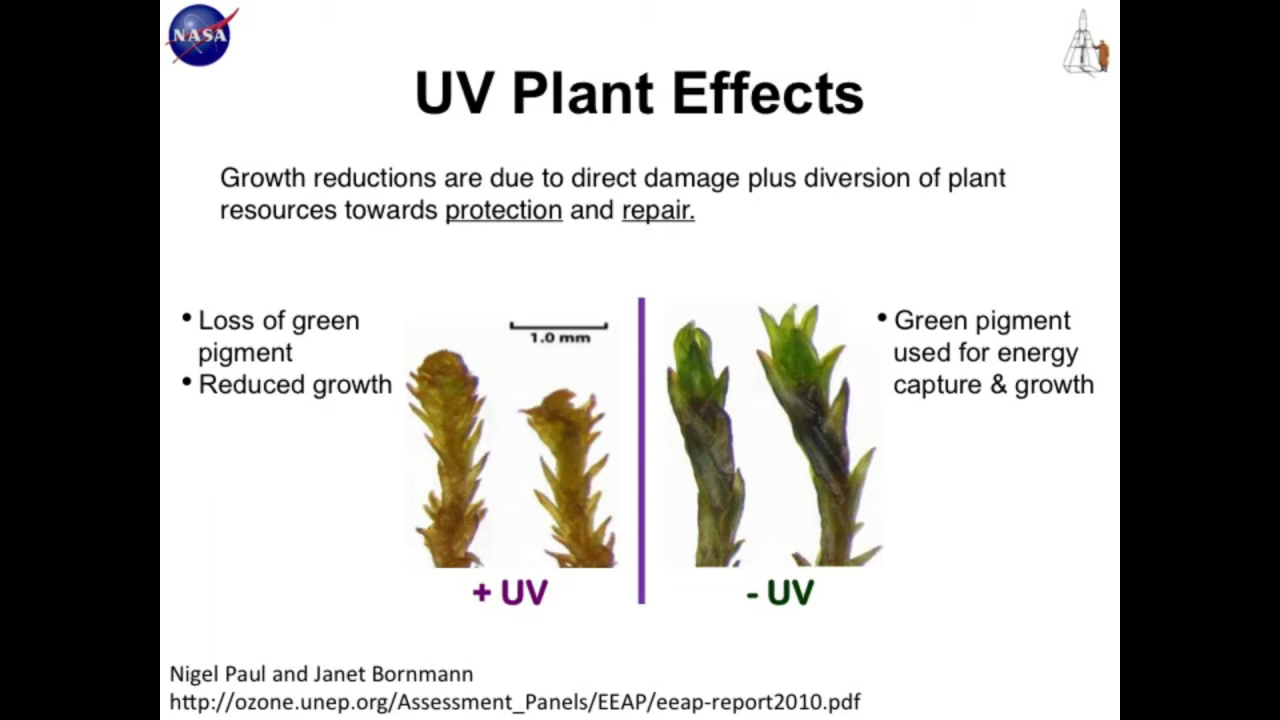 NASA
UV Plant Effects
Growth reductions are due to direct damage plus diversion of plant
resources towards protection and repair.
• Loss of green
pigment
• Reduced growth
1.0 mm
• Green pigment
used for energy
capture & growth
+ UV
- UV
Nigel Paul and Janet Bornmann
http://ozone.unep.org/Assessment_Panels/EEAP/eeap-report2010.pdf